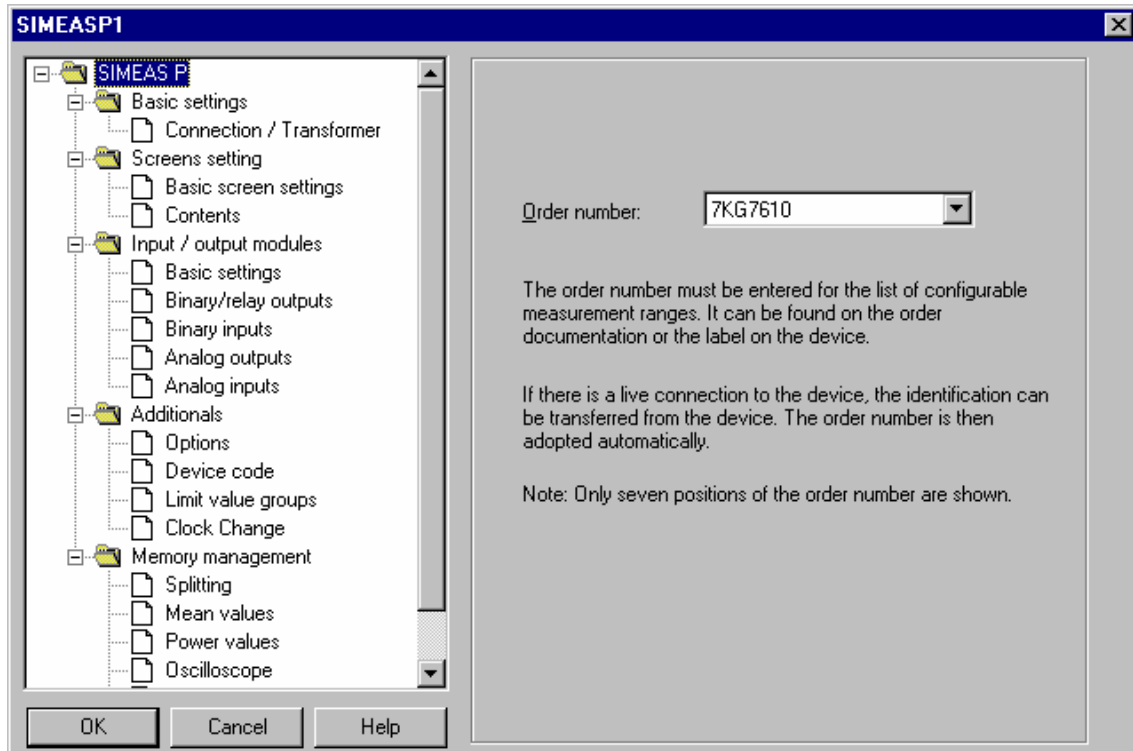 SIMEASP1
SIMEAS P
Basic settings
Connection / Transformer
Screens setting
Basic screen settings
Contents
Input / output modules
Basic settings
Binary/relay outputs
Binary inputs
Analog outputs
Analog inputs
Additionals
Options
Device code
Limit value groups
Clock Change
Memory management
Splitting
Mean values
Power values
Oscilloscope
OK
Cancel
Help
Order number:
7KG7610
The order number must be entered for the list of configurable
measurement ranges. It can be found on the order
documentation or the label on the device.
If there is a live connection to the device, the identification can
be transferred from the device. The order number is then
adopted automatically.
Note: Only seven positions of the order number are shown.